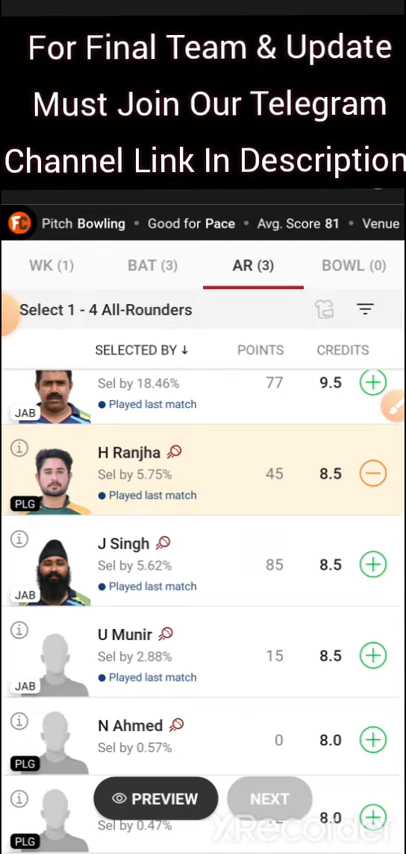 For Final Team & Update
Must Join Our Telegram
Channel Link In Description
FC Pitch Bowling • Good for Pace • Avg. Score 81 • Venue
WK (1) BAT (3) AR (3) BOWL (0)
Select 1 - 4 All-Rounders
SELECTED BY ↓ POINTS CREDITS
Sel by 18.46% 77 9.5
Played last match
JAB
H Ranjha
Sel by 5.75% 45 8.5
Played last match
PLG
J Singh
Sel by 5.62% 85 8.5
Played last match
JAB
U Munir
Sel by 2.88% 15 8.5
Played last match
JAB
N Ahmed
Sel by 0.57% 0 8.0
PLG
PREVIEW NEXT
Sel by 0.47% 8.0
PLG
XRecorder